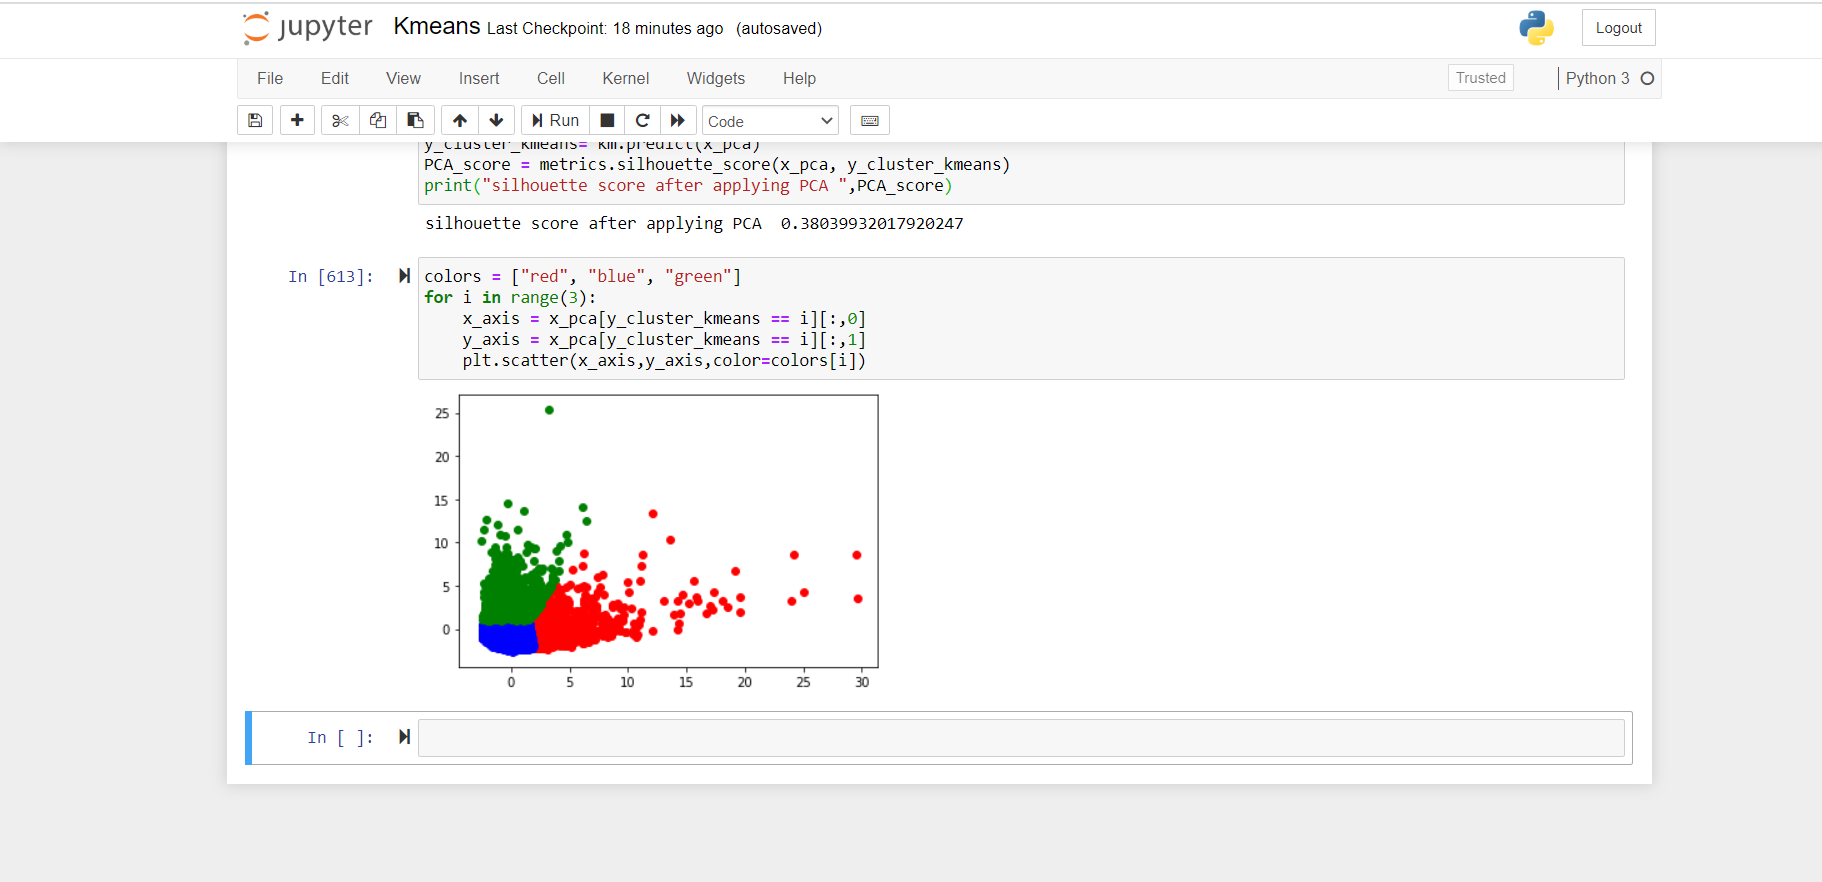 jupyter Kmeans Last Checkpoint: 18 minutes ago (autosaved)
Logout
File Edit View Insert Cell Kernel Widgets Help
Trusted
Python 3
Run
Code
y_cluster_kmeans= km.predict(x_pca)
PCA_score = metrics.silhouette_score(x_pca, y_cluster_kmeans)
print("silhouette score after applying PCA ",PCA_score)
silhouette score after applying PCA  0.38039932017920247
In [613]:
colors = ["red", "blue", "green"]
for i in range(3):
    x_axis = x_pca[y_cluster_kmeans == i][:,0]
    y_axis = x_pca[y_cluster_kmeans == i][:,1]
    plt.scatter(x_axis,y_axis,color=colors[i])
25
20
15
10
5
0
0 5 10 15 20 25 30
In [ ]: